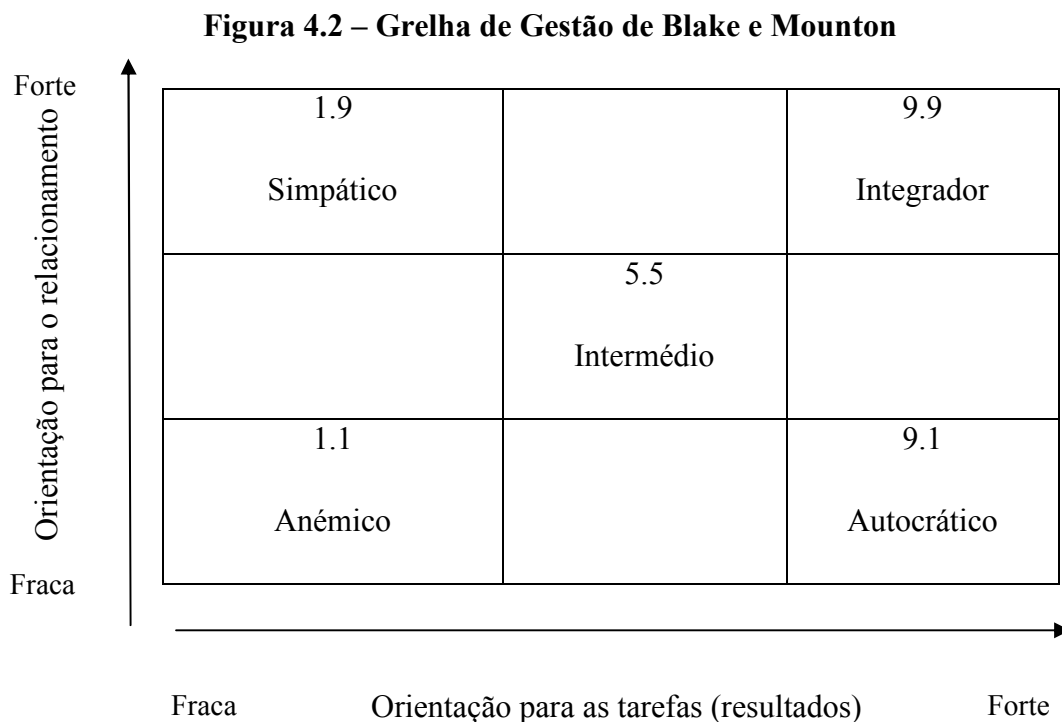 Figura 4.2 – Grelha de Gestão de Blake e Mounton
Forte
Orientação para o relacionamento
Fraca
1.9
Simpático
9.9
Integrador
5.5
Intermédio
1.1
Anémico
9.1
Autocrático
Fraca
Orientação para as tarefas (resultados)
Forte